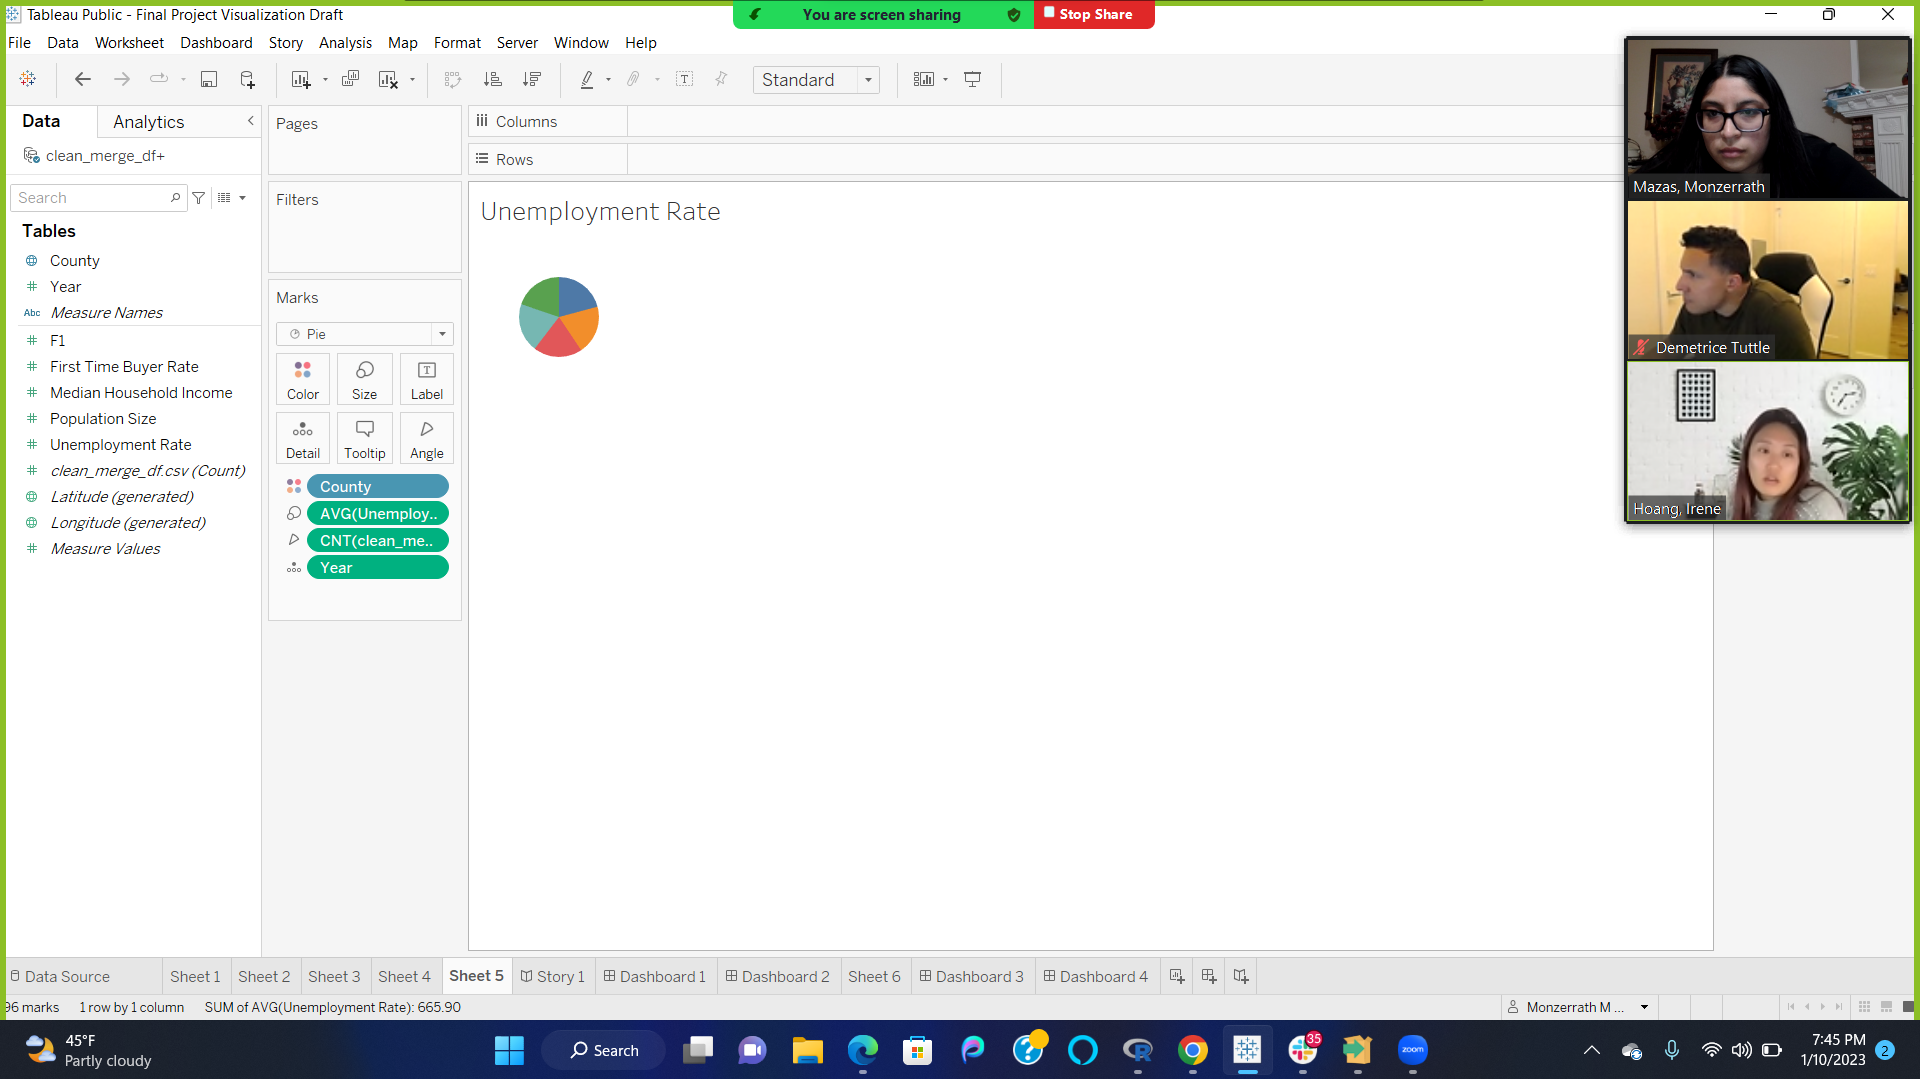 Tableau Public - Final Project Visualization Draft
You are screen sharing
Stop Share
File Data Worksheet Dashboard Story Analysis Map Format Server Window Help
Standard
Data
Analytics
clean_merge_df+
Search
Tables
County
Year
Abc Measure Names
F1
First Time Buyer Rate
Median Household Income
Population Size
Unemployment Rate
clean_merge_df.csv (Count)
Latitude (generated)
Longitude (generated)
Measure Values
Pages
Filters
Marks
Pie
Color Size Label
Detail Tooltip Angle
County
AVG(Unemploy..
CNT(clean_me..
Year
Columns
Rows
Unemployment Rate
Mazas, Monzerrath
Demetrice Tuttle
Hoang, Irene
Data Source Sheet 1 Sheet 2 Sheet 3 Sheet 4 Sheet 5 Story 1 Dashboard 1 Dashboard 2 Sheet 6 Dashboard 3 Dashboard 4
96 marks 1 row by 1 column SUM of AVG(Unemployment Rate): 665.90
Monzerrath M ...
45°F
Partly cloudy
Search
35
zoom
7:45 PM
1/10/2023
2